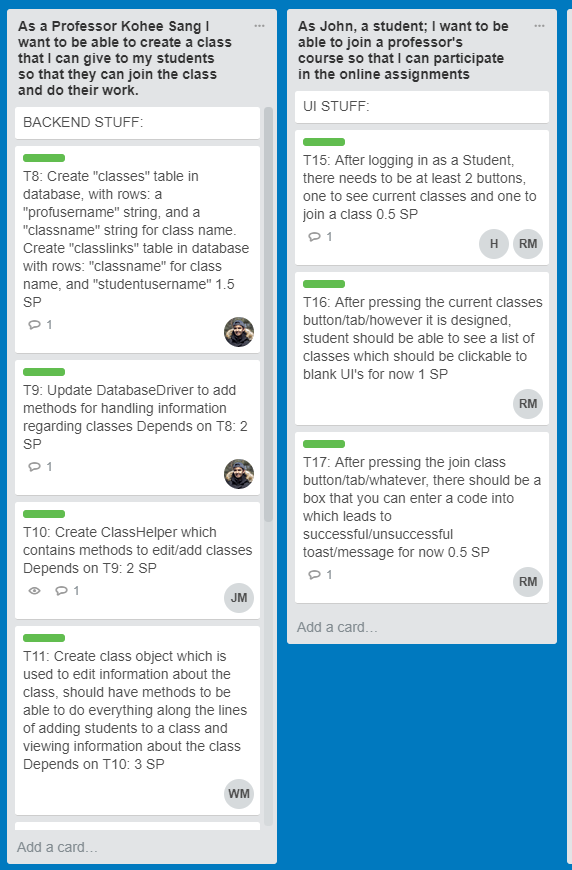 As a Professor Kohee Sang I
want to be able to create a class
that I can give to my students
so that they can join the class
and do their work.
BACKEND STUFF:
T8: Create "classes" table in
database, with rows: a
"profusername" string, and a
"classname" string for class name.
Create "classlinks" table in database
with rows: "classname" for class
name, and "studentusername" 1.5
SP
1
T9: Update DatabaseDriver to add
methods for handling information
regarding classes Depends on T8: 2
SP
1
T10: Create ClassHelper which
contains methods to edit/add classes
Depends on T9: 2 SP
1
JM
T11: Create class object which is
used to edit information about the
class, should have methods to be
able to do everything along the lines
of adding students to a class and
viewing information about the class
Depends on T10: 3 SP
WM
Add a card…
As John, a student; I want to be
able to join a professor's
course so that I can participate
in the online assignments
UI STUFF:
T15: After logging in as a Student,
there needs to be at least 2 buttons,
one to see current classes and one to
join a class 0.5 SP
1
H RM
T16: After pressing the current classes
button/tab/however it is designed,
student should be able to see a list of
classes which should be clickable to
blank UI's for now 1 SP
RM
T17: After pressing the join class
button/tab/whatever, there should be a
box that you can enter a code into
which leads to
successful/unsuccessful
toast/message for now 0.5 SP
1
RM
Add a card…